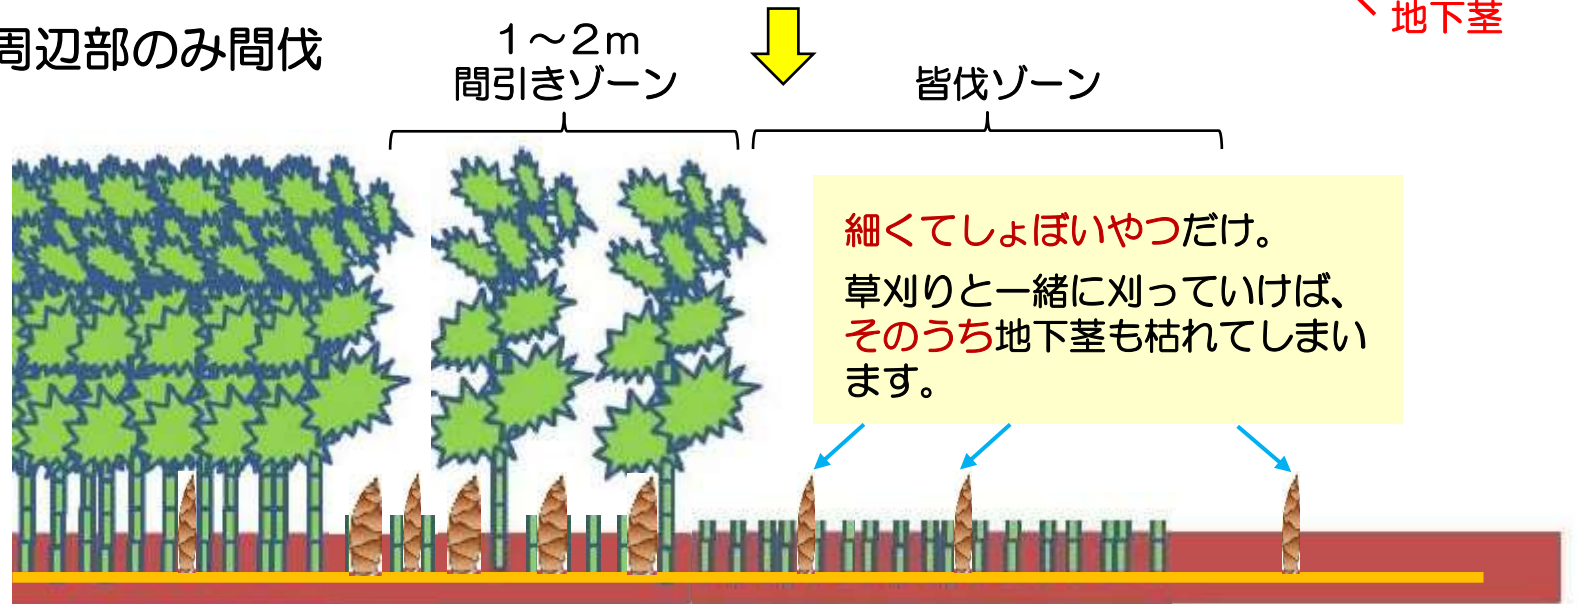 地下茎
周辺部のみ間伐
１～２ｍ
間引きゾーン
皆伐ゾーン
細くてしょぼいやつだけ。
草刈りと一緒に刈っていけば、
そのうち地下茎も枯れてしまい
ます。